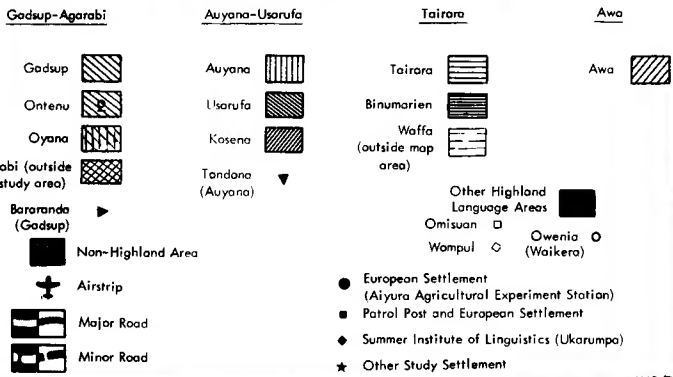 Gadsup-Agarabi
Gadsup
Ontenu
Oyana
abi (outside
study area)
Bararanda
(Gadsup)
Non-Highland Area
Airstrip
Major Road
Minor Road
Auyana-Usarufa
Auyana
Usarufa
Kosena
Tondona
(Auyana)
Tairora
Tairora
Binumarien
Waffa
(outside map
area)
Awa
Awa
Other Highland
Language Areas
Omisuan
Wompul
Owenia
(Waikera)
European Settlement
(Aiyura Agricultural Experiment Station)
Patrol Post and European Settlement
Summer Institute of Linguistics (Ukarumpa)
Other Study Settlement